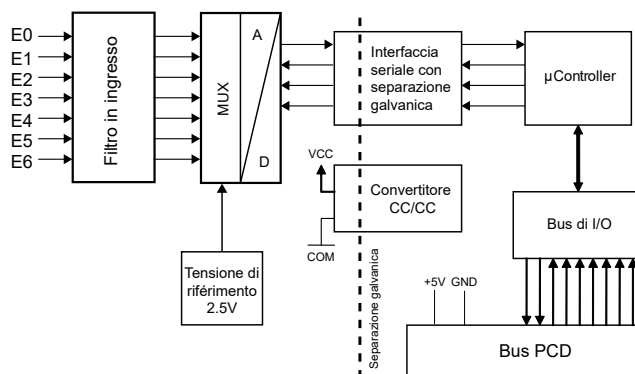 E0
E1
E2
E3
E4
E5
E6
Filtro in ingresso
MUX
A
D
Interfaccia
seriale con
separazione
galvanica
µController
VCC
COM
Convertitore
CC/CC
Bus di I/O
Tensione di
riférimento
2.5V
Separazione galvanica
+5V GND
Bus PCD